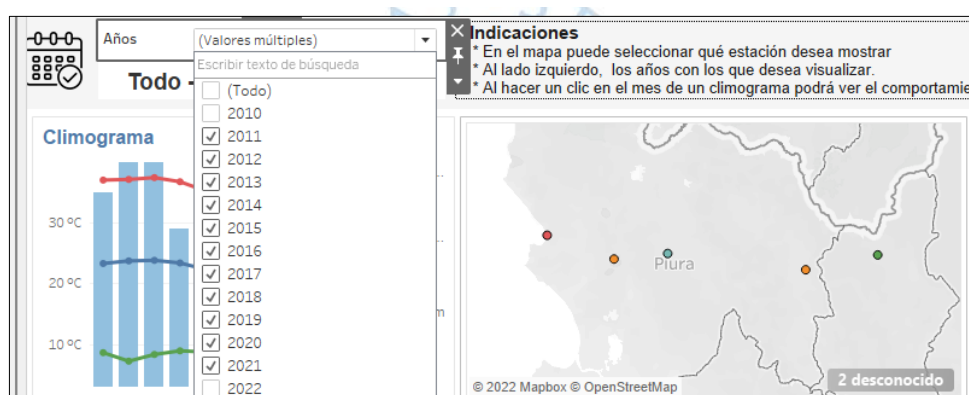 Años
(Valores múltiples)
Escribir texto de búsqueda
Todo -
(Todo)
2010
2011
2012
2013
2014
2015
2016
2017
2018
2019
2020
2021
2022
Indicaciones
* En el mapa puede seleccionar qué estación desea mostrar
* Al lado izquierdo, los años con los que desea visualizar.
* Al hacer un clic en el mes de un climograma podrá ver el comportamie
Climograma
30 ºC
20 ºC
10 ºC
Piura
© 2022 Mapbox © OpenStreetMap
2 desconocido